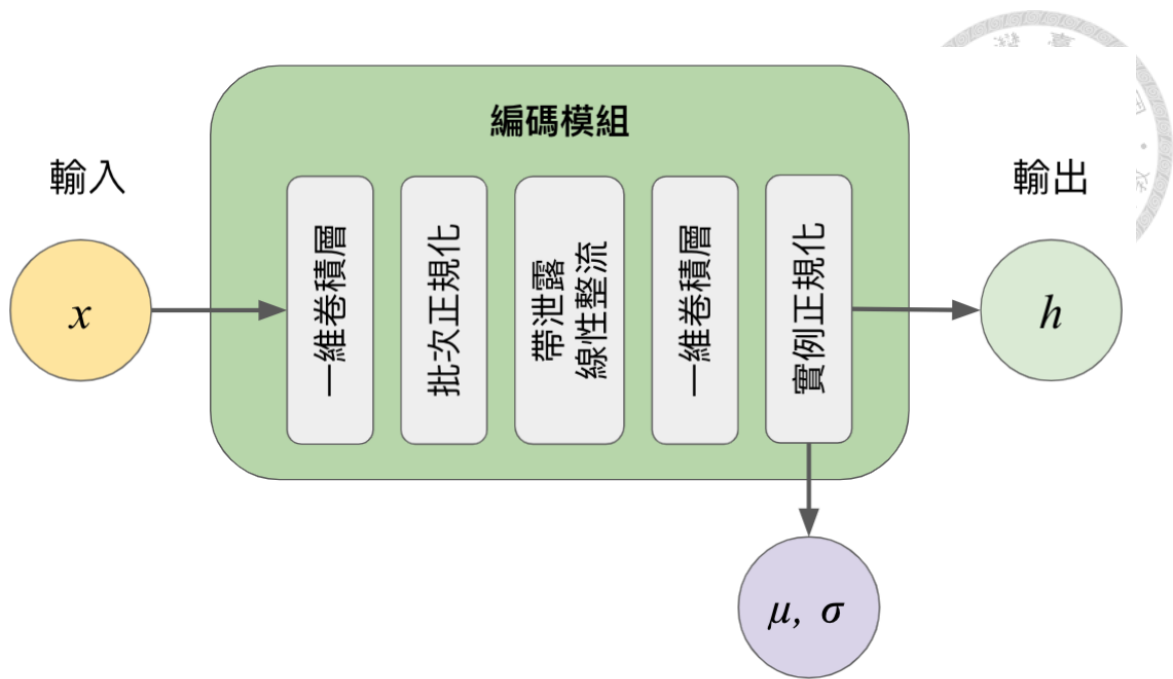 編碼模組
輸入
輸出
x
一維卷積層
批次正規化
帶泄露
線性整流
一維卷積層
實例正規化
h
μ, σ